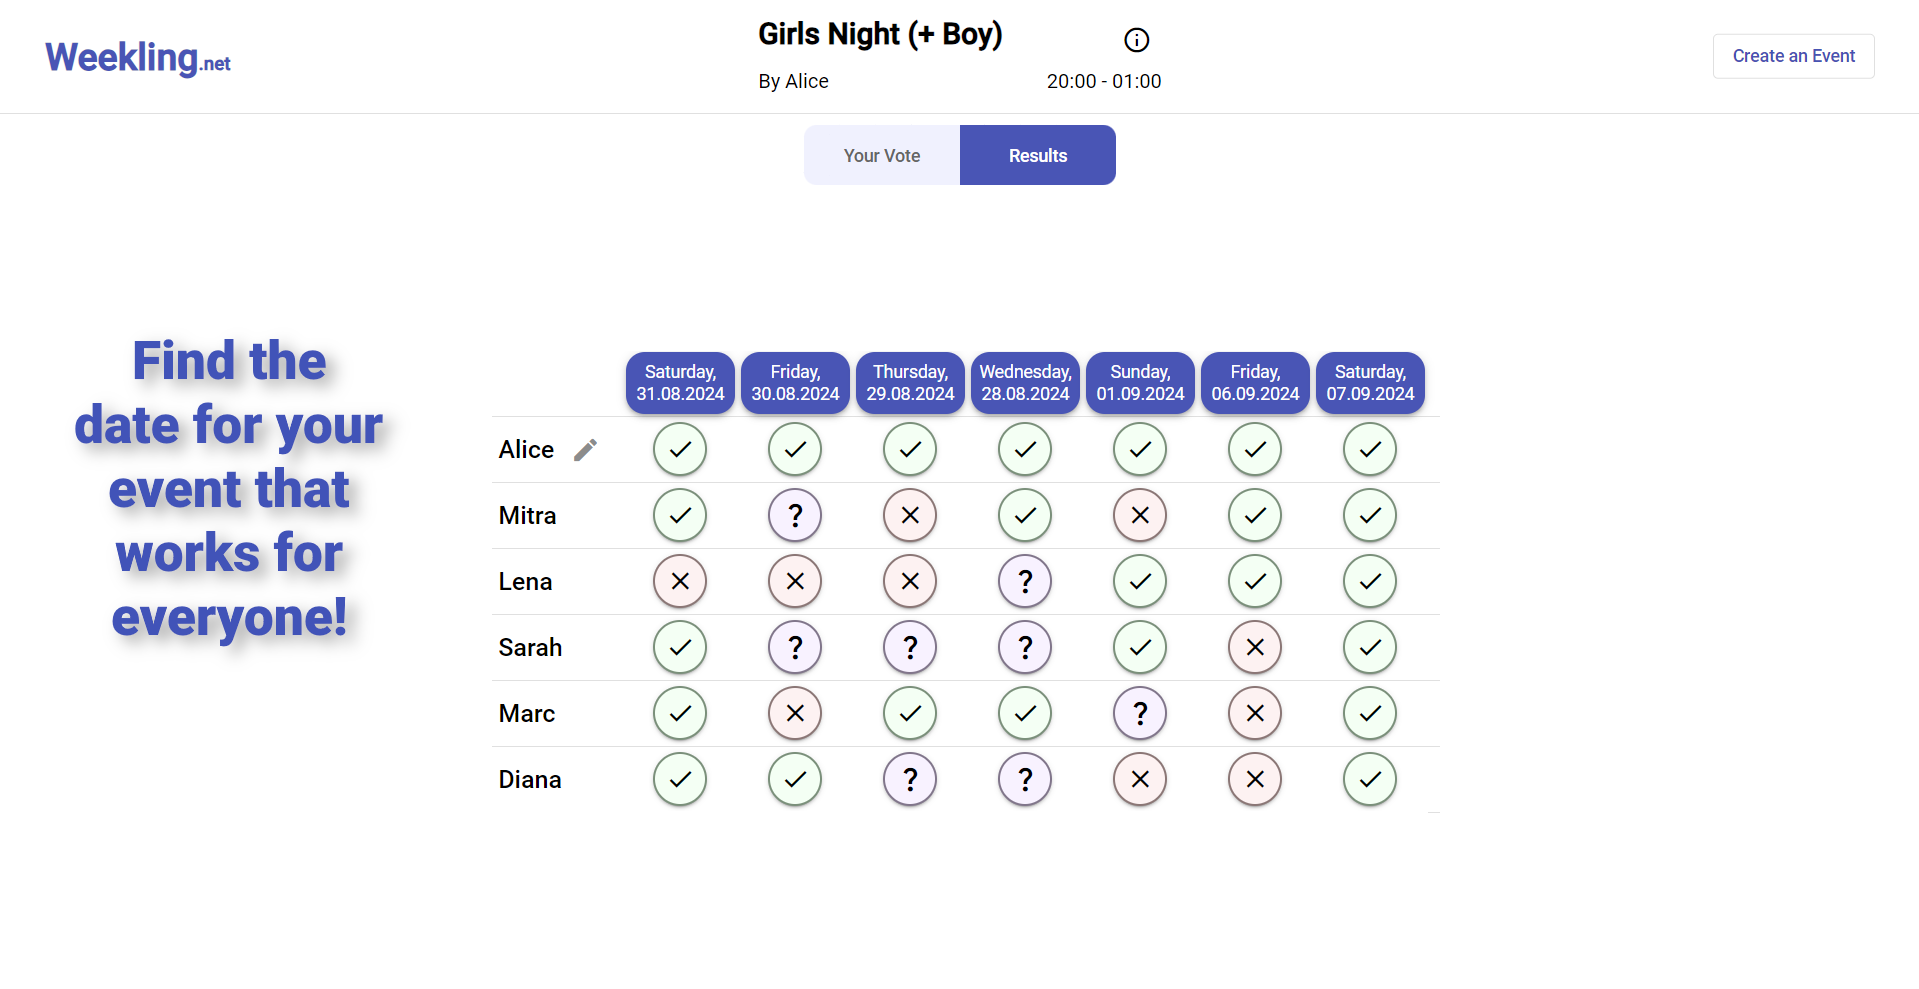 Weekling.net
Girls Night (+ Boy)
By Alice
20:00 - 01:00
Create an Event
Your Vote
Results
Find the
date for your
event that
works for
everyone!
Saturday,
31.08.2024
Friday,
30.08.2024
Thursday,
29.08.2024
Wednesday,
28.08.2024
Sunday,
01.09.2024
Friday,
06.09.2024
Saturday,
07.09.2024
Alice
Mitra
?
Lena
?
Sarah
? ? ?
Marc
?
Diana
? ?